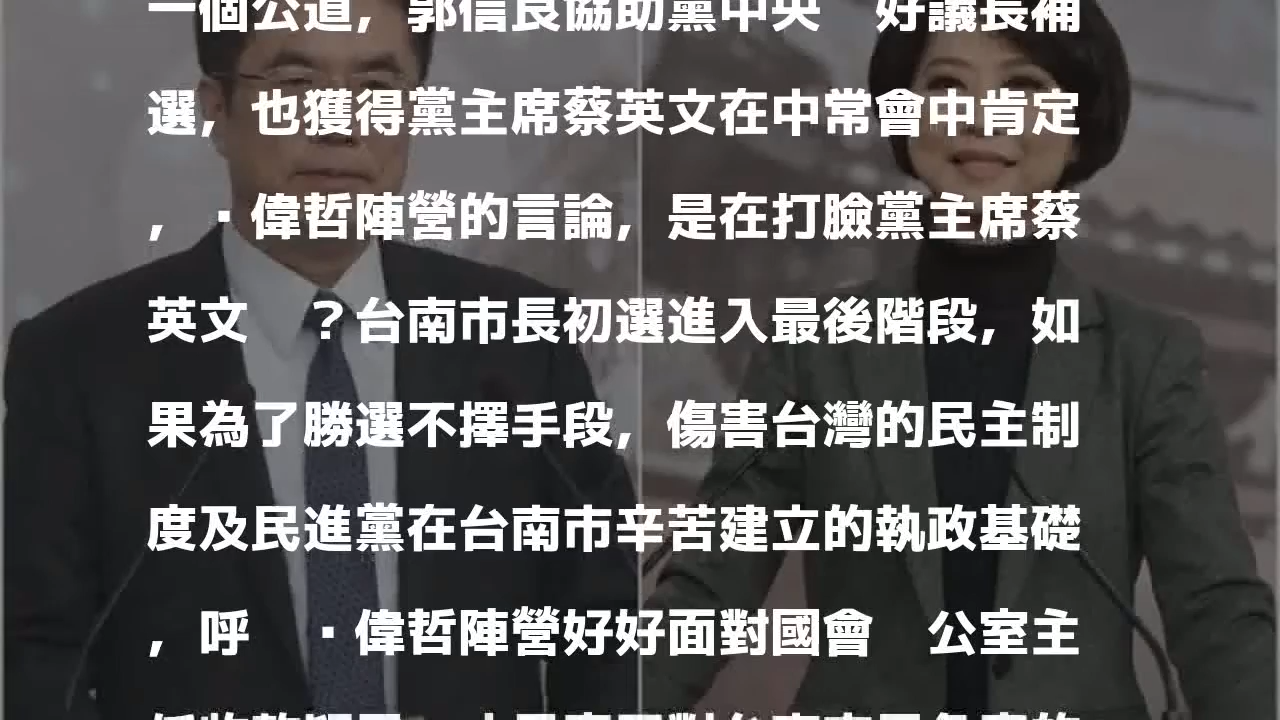 一個公道，郭信良協助黨中央　好議長補
選，也獲得黨主席蔡英文在中常會中肯定
，▪偉哲陣營的言論，是在打臉黨主席蔡
英文　？台南市長初選進入最後階段，如
果為了勝選不擇手段，傷害台灣的民主制
度及民進黨在台南市辛苦建立的執政基礎
，呼　▪偉哲陣營好好面對國會　公室主